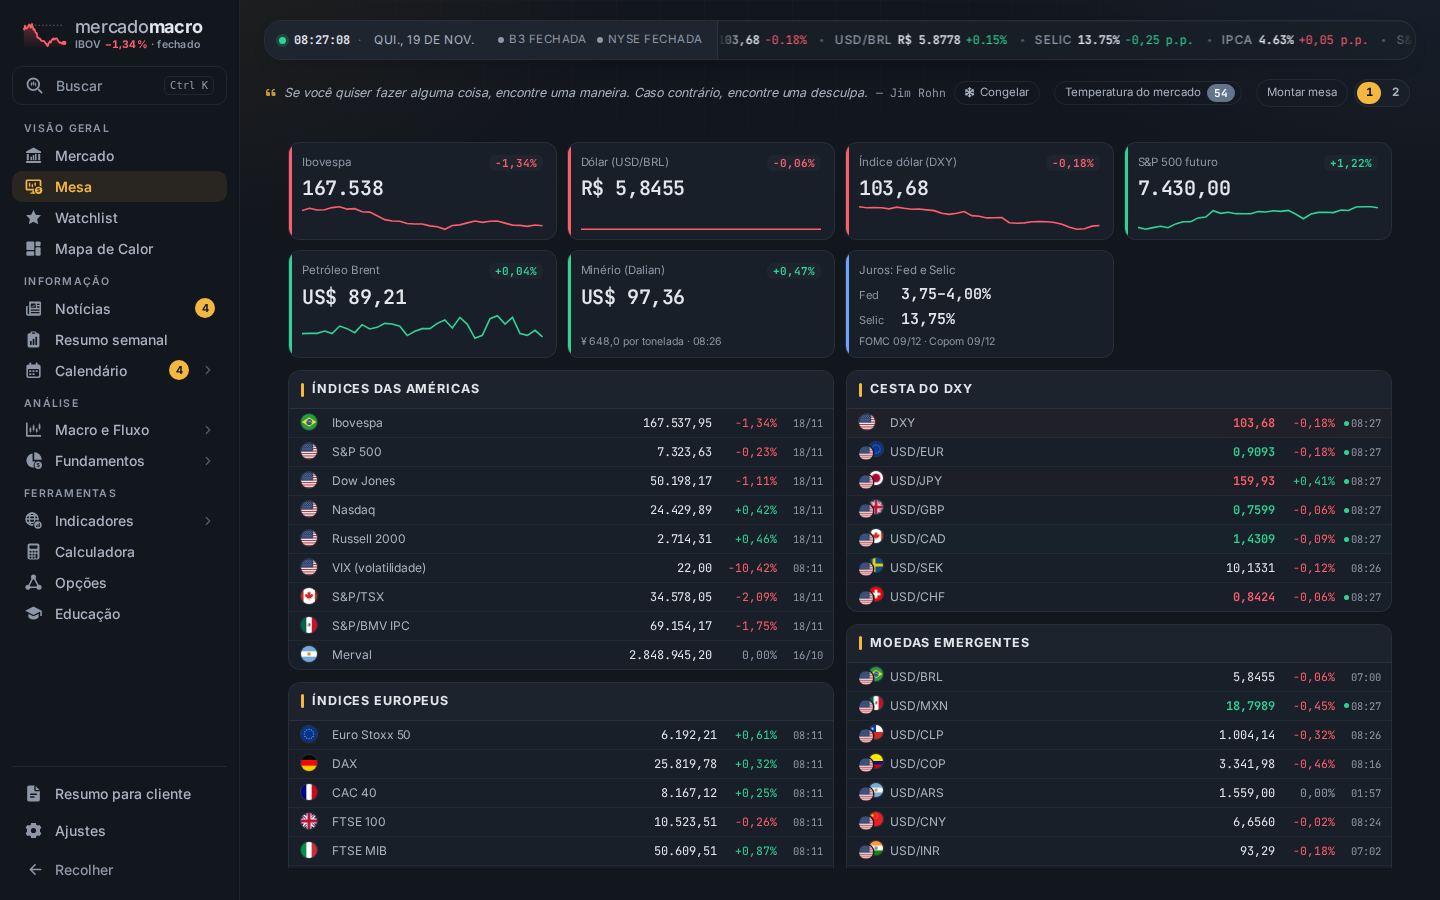 mercadomacro
IBOV −1,34% · fechado
Buscar Ctrl K
VISÃO GERAL
Mercado
Mesa
Watchlist
Mapa de Calor
INFORMAÇÃO
Notícias 4
Resumo semanal
Calendário 4
ANÁLISE
Macro e Fluxo
Fundamentos
FERRAMENTAS
Indicadores
Calculadora
Opções
Educação
Resumo para cliente
Ajustes
Recolher
08:27:08 · QUI., 19 DE NOV. B3 FECHADA NYSE FECHADA 103,68 -0.18% • USD/BRL R$ 5.8778 +0.15% • SELIC 13.75% -0,25 p.p. • IPCA 4.63% +0,05 p.p. • S&
“ Se você quiser fazer alguma coisa, encontre uma maneira. Caso contrário, encontre uma desculpa. — Jim Rohn Congelar Temperatura do mercado 54 Montar mesa 1 2
Ibovespa -1,34%
167.538
Dólar (USD/BRL) -0,06%
R$ 5,8455
Índice dólar (DXY) -0,18%
103,68
S&P 500 futuro +1,22%
7.430,00
Petróleo Brent +0,04%
US$ 89,21
Minério (Dalian) +0,47%
US$ 97,36
¥ 648,0 por tonelada · 08:26
Juros: Fed e Selic
Fed 3,75–4,00%
Selic 13,75%
FOMC 09/12 · Copom 09/12
ÍNDICES DAS AMÉRICAS
Ibovespa 167.537,95 -1,34% 18/11
S&P 500 7.323,63 -0,23% 18/11
Dow Jones 50.198,17 -1,11% 18/11
Nasdaq 24.429,89 +0,42% 18/11
Russell 2000 2.714,31 +0,46% 18/11
VIX (volatilidade) 22,00 -10,42% 08:11
S&P/TSX 34.578,05 -2,09% 18/11
S&P/BMV IPC 69.154,17 -1,75% 18/11
Merval 2.848.945,20 0,00% 16/10
ÍNDICES EUROPEUS
Euro Stoxx 50 6.192,21 +0,61% 08:11
DAX 25.819,78 +0,32% 08:11
CAC 40 8.167,12 +0,25% 08:11
FTSE 100 10.523,51 -0,26% 08:11
FTSE MIB 50.609,51 +0,87% 08:11
CESTA DO DXY
DXY 103,68 -0,18% 08:27
USD/EUR 0,9093 -0,18% 08:27
USD/JPY 159,93 +0,41% 08:27
USD/GBP 0,7599 -0,06% 08:27
USD/CAD 1,4309 -0,09% 08:27
USD/SEK 10,1331 -0,12% 08:26
USD/CHF 0,8424 -0,06% 08:27
MOEDAS EMERGENTES
USD/BRL 5,8455 -0,06% 07:00
USD/MXN 18,7989 -0,45% 08:27
USD/CLP 1.004,14 -0,32% 08:26
USD/COP 3.341,98 -0,46% 08:16
USD/ARS 1.559,00 0,00% 01:57
USD/CNY 6,6560 -0,02% 08:24
USD/INR 93,29 -0,18% 07:02